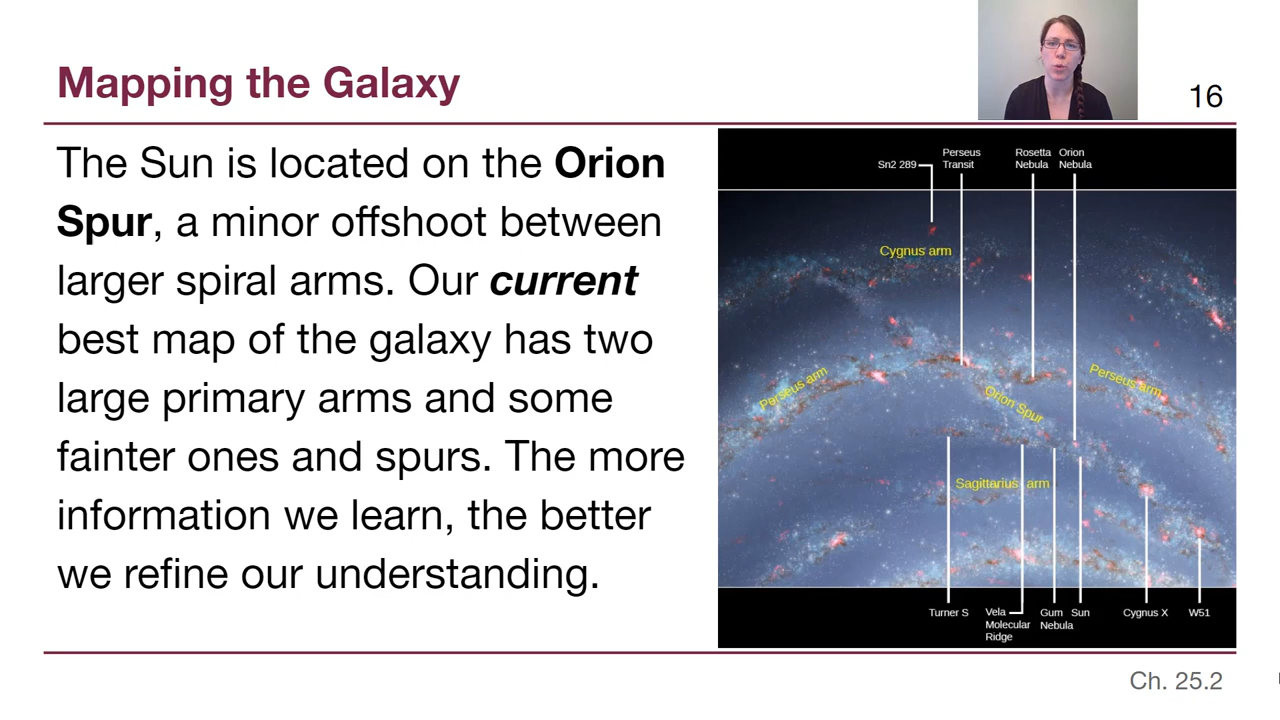 Mapping the Galaxy
16
The Sun is located on the Orion
Spur, a minor offshoot between
larger spiral arms. Our current
best map of the galaxy has two
large primary arms and some
fainter ones and spurs. The more
information we learn, the better
we refine our understanding.
Sn2 289
Perseus
Transit
Rosetta
Nebula
Orion
Nebula
Cygnus arm
Perseus arm
Orion Spur
Perseus arm
Sagittarius arm
Turner S
Vela
Molecular
Ridge
Gum
Nebula
Sun
Cygnus X
W51
Ch. 25.2